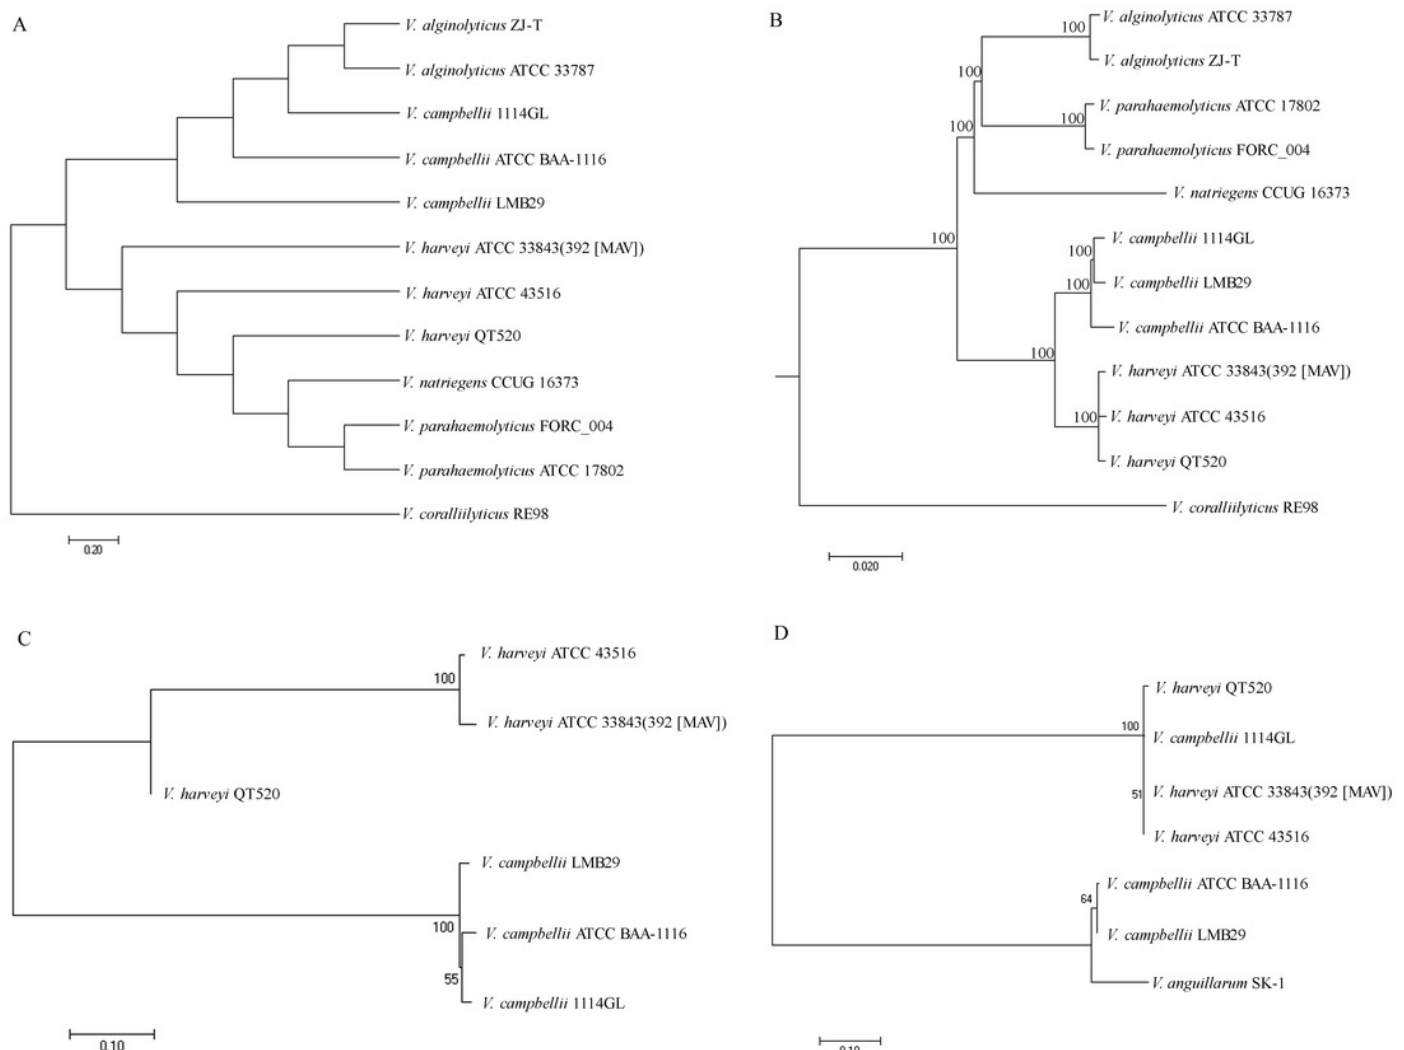 A
V. alginolyticus ZJ-T
V. alginolyticus ATCC 33787
V. campbellii 1114GL
V. campbellii ATCC BAA-1116
V. campbellii LMB29
V. harveyi ATCC 33843(392 [MAV])
V. harveyi ATCC 43516
V. harveyi QT520
V. natriegens CCUG 16373
V. parahaemolyticus FORC_004
V. parahaemolyticus ATCC 17802
V. coralliilyticus RE98
0.20
B
100
V. alginolyticus ATCC 33787
V. alginolyticus ZJ-T
100
V. parahaemolyticus ATCC 17802
100
100
V. parahaemolyticus FORC_004
V. natriegens CCUG 16373
100
V. campbellii 1114GL
100
V. campbellii LMB29
100
V. campbellii ATCC BAA-1116
100
V. harveyi ATCC 33843(392 [MAV])
100
V. harveyi ATCC 43516
V. harveyi QT520
V. coralliilyticus RE98
0.020
C
V. harveyi ATCC 43516
100
V. harveyi ATCC 33843(392 [MAV])
V. harveyi QT520
V. campbellii LMB29
100
V. campbellii ATCC BAA-1116
55
V. campbellii 1114GL
0.10
D
V. harveyi QT520
100
V. campbellii 1114GL
V. harveyi ATCC 33843(392 [MAV])
51
V. harveyi ATCC 43516
V. campbellii ATCC BAA-1116
64
V. campbellii LMB29
V. anguillarum SK-1
0.10